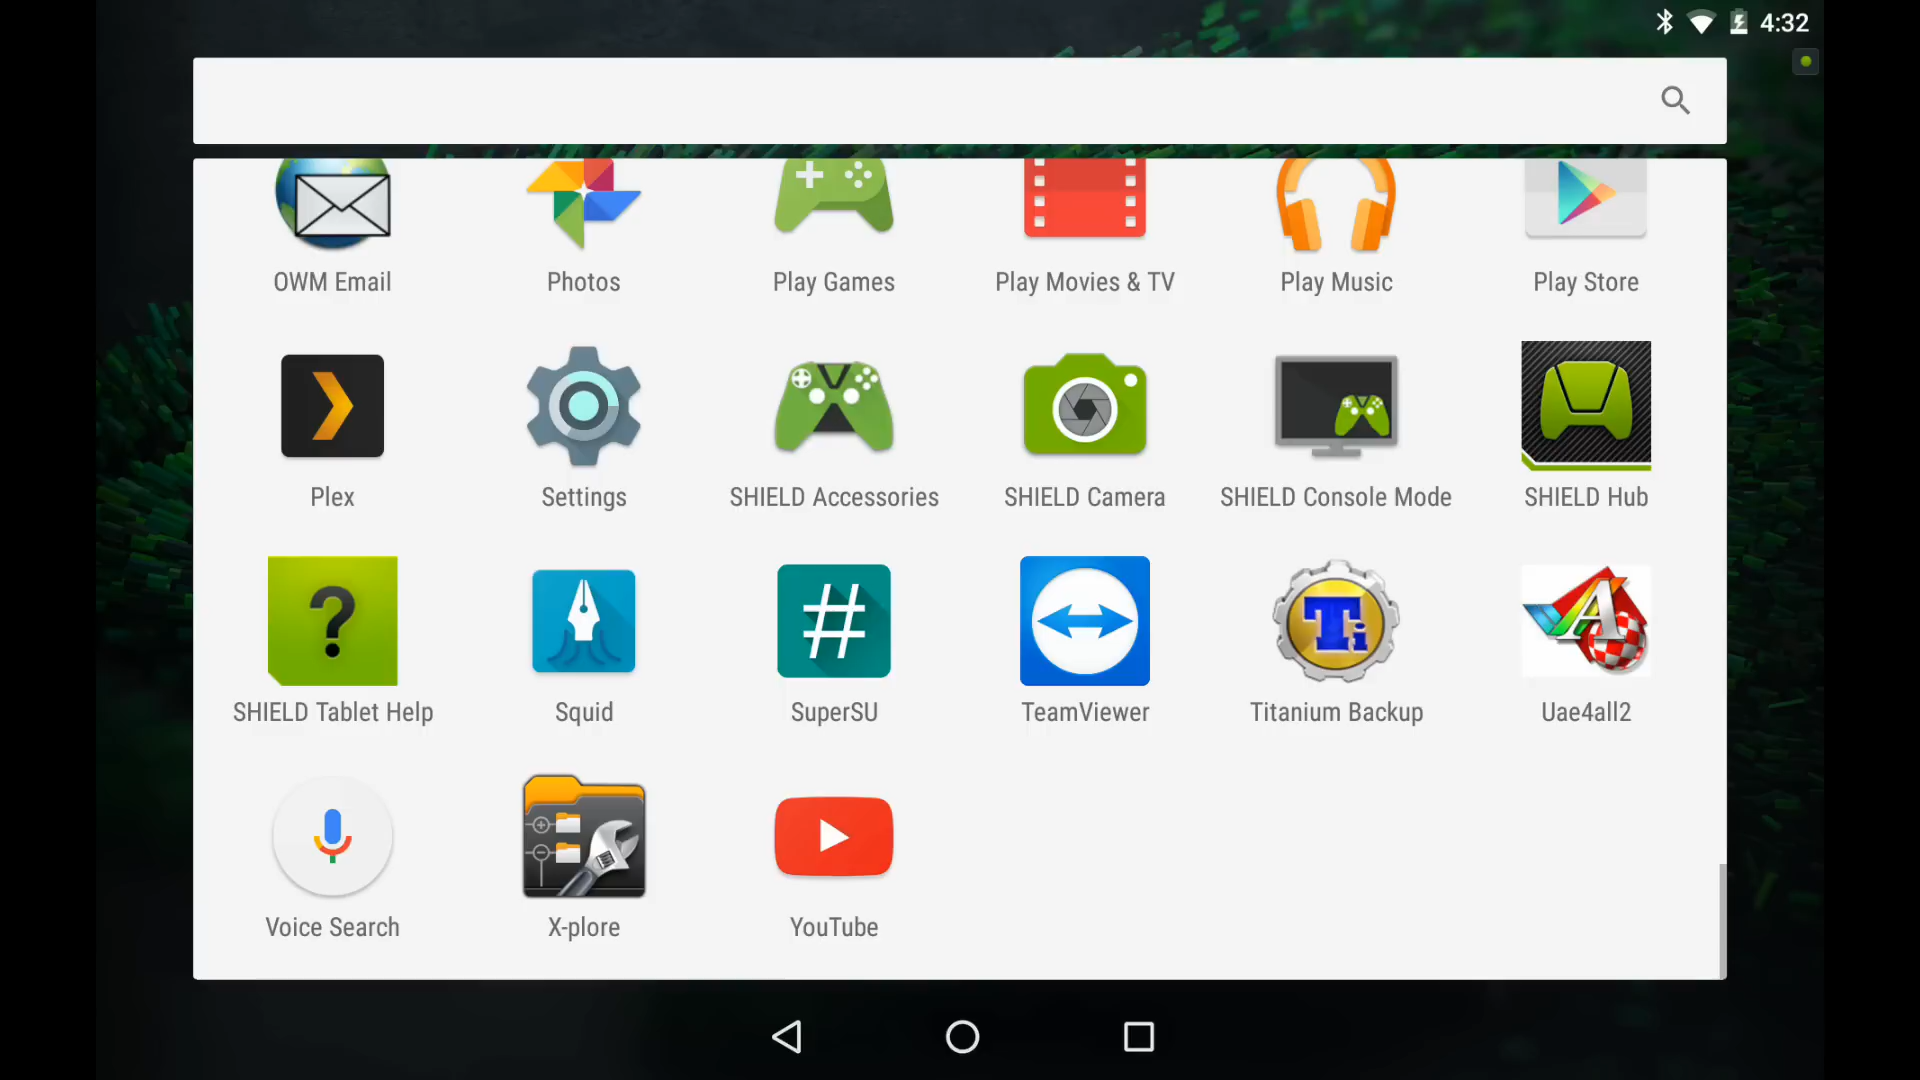 4:32
OWM Email
Photos
Play Games
Play Movies & TV
Play Music
Play Store
Plex
Settings
SHIELD Accessories
SHIELD Camera
SHIELD Console Mode
SHIELD Hub
?
#
Ti
A
SHIELD Tablet Help
Squid
SuperSU
TeamViewer
Titanium Backup
Uae4all2
Voice Search
X-plore
YouTube